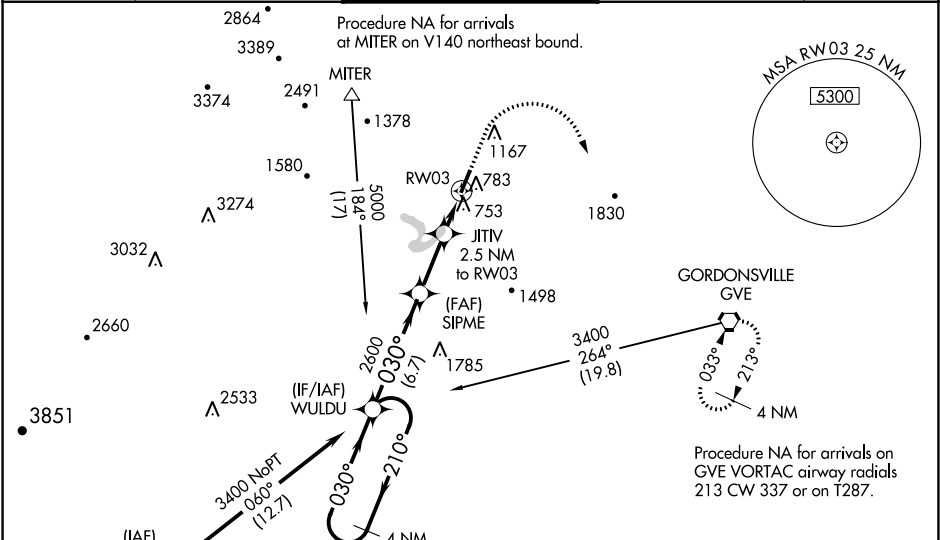 2864
Procedure NA for arrivals
at MITER on V140 northeast bound.
3389
MITER
3374
2491
1378
MSA RW03 25 NM
5300
1167
1580
RW03
783
5000
184°
(17)
753
1830
3274
JITIV
2.5 NM
to RW03
3032
GORDONSVILLE
GVE
1498
(FAF)
SIPME
2660
3400
264°
(19.8)
2600
030°
(6.7)
1785
033°
213°
4 NM
(IF/IAF)
WULDU
2533
3851
Procedure NA for arrivals on
GVE VORTAC airway radials
213 CW 337 or on T287.
3400 NoPT
060°
(12.7)
030°
210°
(IAF)
4 NM